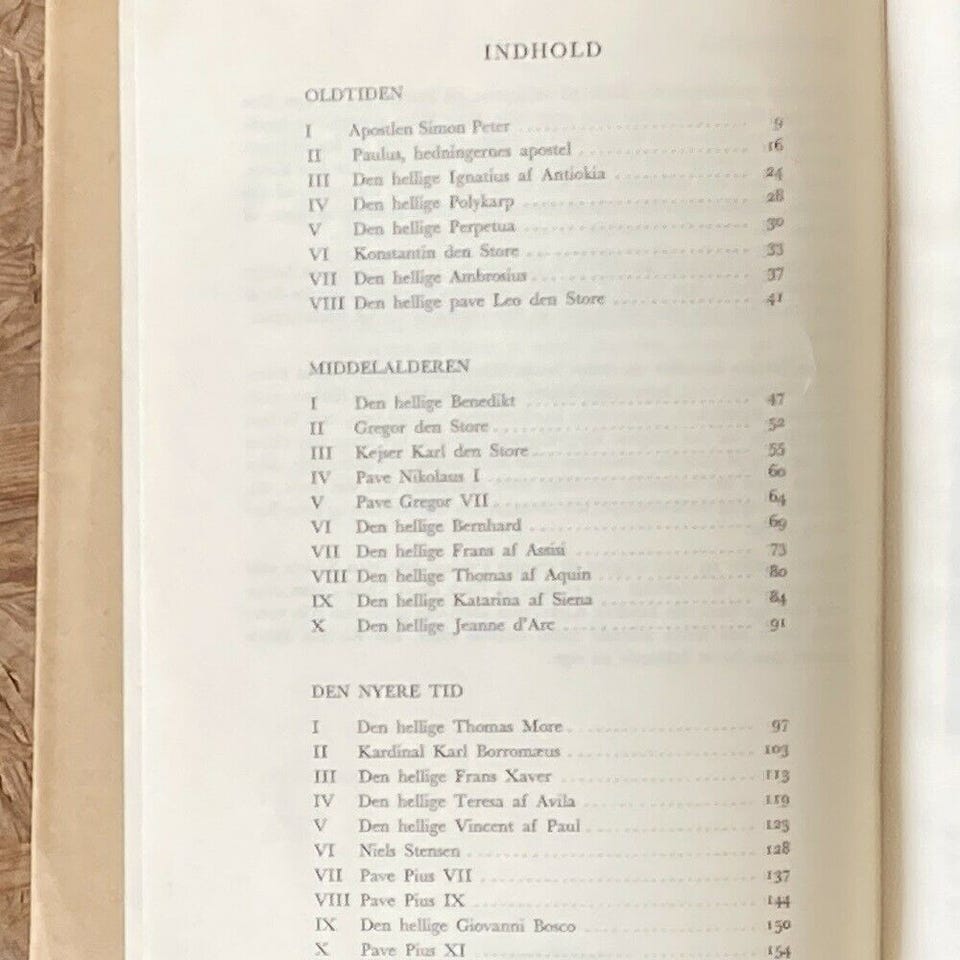 INDHOLD
OLDTIDEN
I Apostlen Simon Peter 9
II Paulus, hedningernes apostel 16
III Den hellige Ignatius af Antiokia 24
IV Den hellige Polykarp 28
V Den hellige Perpetua 30
VI Konstantin den Store 33
VII Den hellige Ambrosius 37
VIII Den hellige pave Leo den Store 41
MIDDELALDEREN
I Den hellige Benedikt 47
II Gregor den Store 52
III Kejser Karl den Store 55
IV Pave Nikolaus I 60
V Pave Gregor VII 64
VI Den hellige Bernhard 69
VII Den hellige Frans af Assisi 73
VIII Den hellige Thomas af Aquin 80
IX Den hellige Katarina af Siena 84
X Den hellige Jeanne d'Arc 91
DEN NYERE TID
I Den hellige Thomas More 97
II Kardinal Karl Borromæus 103
III Den hellige Frans Xaver 113
IV Den hellige Teresa af Avila 119
V Den hellige Vincent af Paul 123
VI Niels Stensen 128
VII Pave Pius VII 137
VIII Pave Pius IX 144
IX Den hellige Giovanni Bosco 150
X Pave Pius XI 154